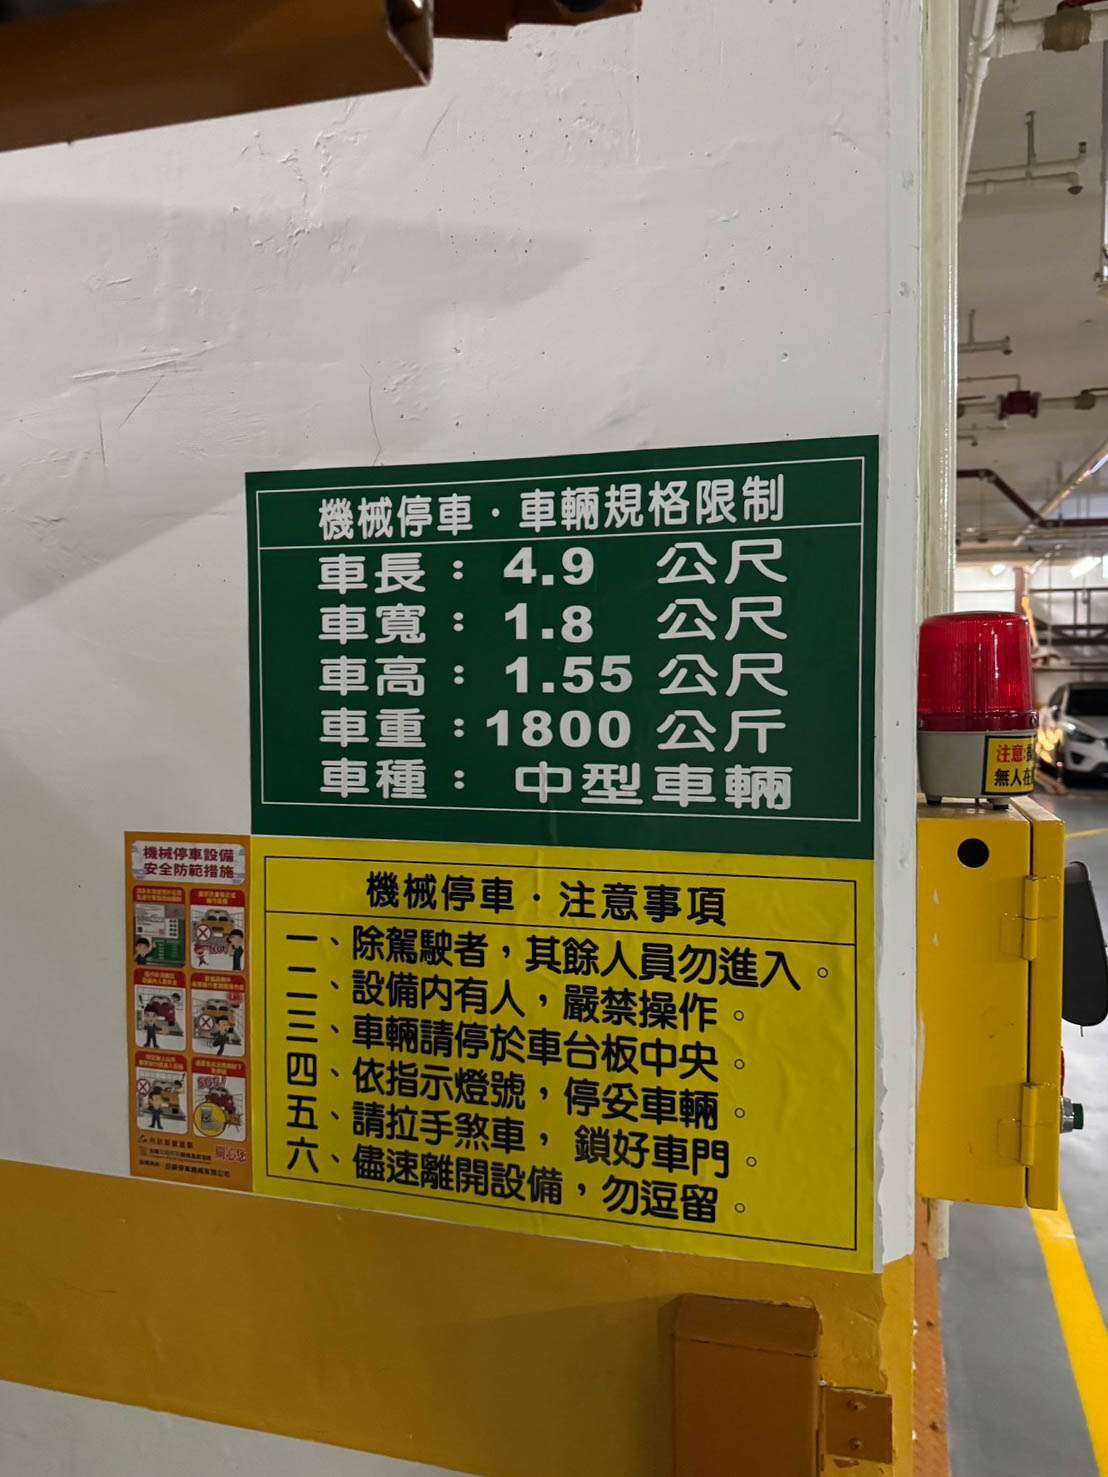 機械停車．車輛規格限制
車長：4.9 公尺
車寬：1.8 公尺
車高：1.55 公尺
車重：1800 公斤
車種：中型車輛
機械停車．注意事項
一、除駕駛者，其餘人員勿進入。
二、設備內有人，嚴禁操作。
三、車輛請停於車台板中央。
四、依指示燈號，停妥車輛。
五、請拉手煞車，鎖好車門。
六、儘速離開設備，勿逗留。
機械停車設備
安全防範措施
SOS!
注意:
無人在